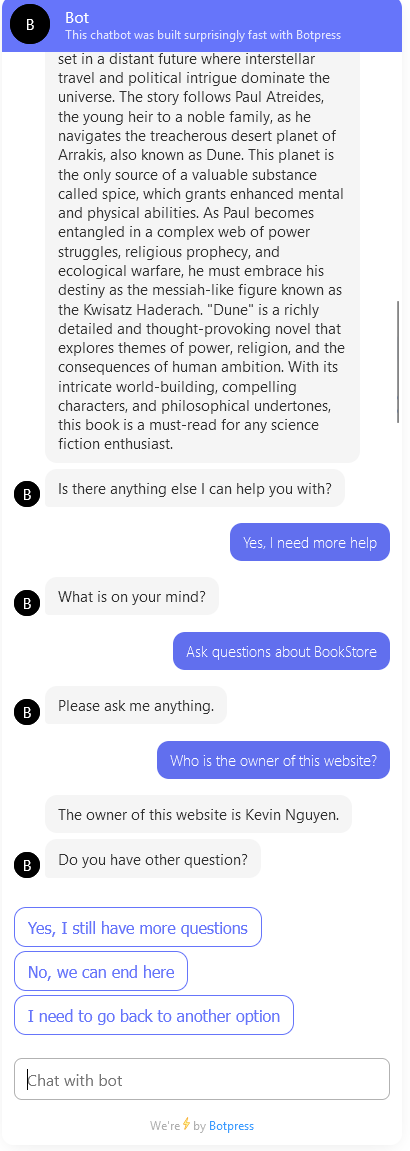 B
Bot
This chatbot was built surprisingly fast with Botpress
set in a distant future where interstellar
travel and political intrigue dominate the
universe. The story follows Paul Atreides,
the young heir to a noble family, as he
navigates the treacherous desert planet of
Arrakis, also known as Dune. This planet is
the only source of a valuable substance
called spice, which grants enhanced mental
and physical abilities. As Paul becomes
entangled in a complex web of power
struggles, religious prophecy, and
ecological warfare, he must embrace his
destiny as the messiah-like figure known as
the Kwisatz Haderach. "Dune" is a richly
detailed and thought-provoking novel that
explores themes of power, religion, and the
consequences of human ambition. With its
intricate world-building, compelling
characters, and philosophical undertones,
this book is a must-read for any science
fiction enthusiast.
B
Is there anything else I can help you with?
Yes, I need more help
B
What is on your mind?
Ask questions about BookStore
B
Please ask me anything.
Who is the owner of this website?
The owner of this website is Kevin Nguyen.
B
Do you have other question?
Yes, I still have more questions
No, we can end here
I need to go back to another option
Chat with bot
We're⚡by Botpress